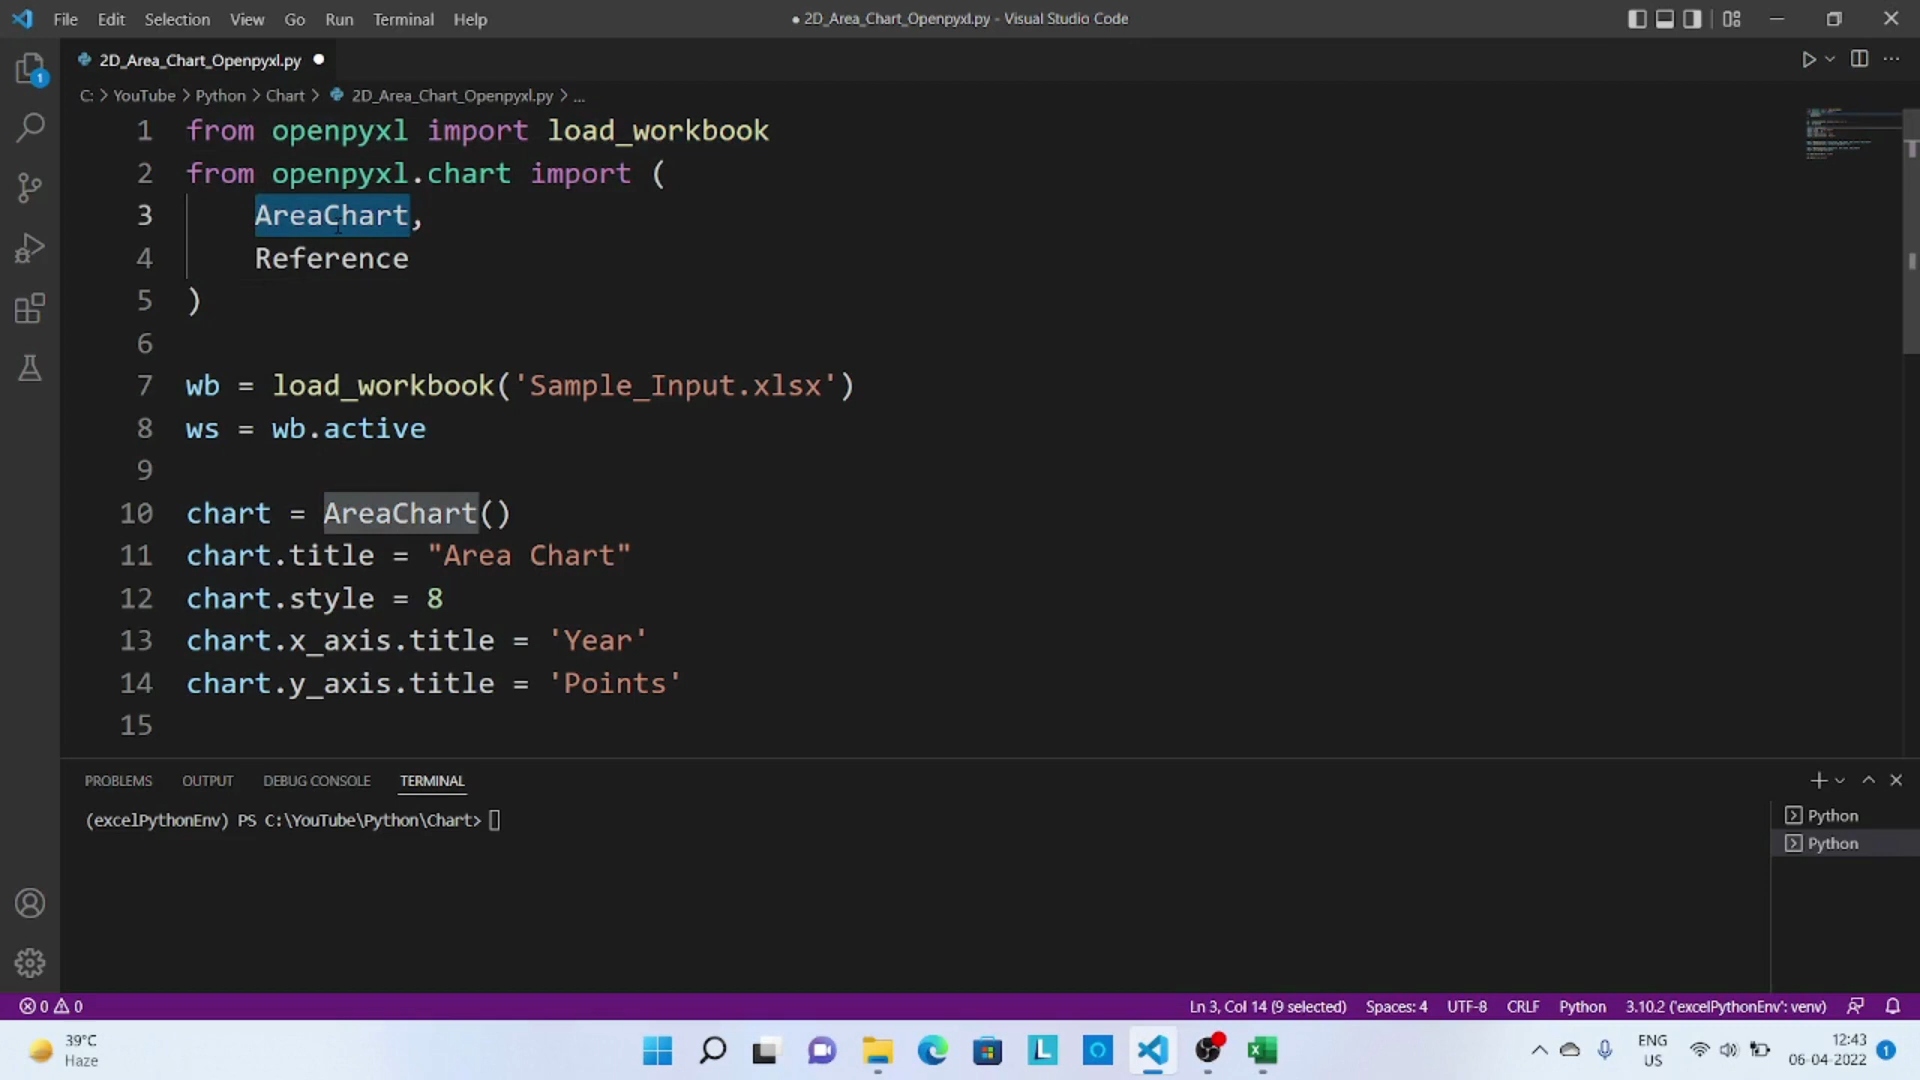 File Edit Selection View Go Run Terminal Help
● 2D_Area_Chart_Openpyxl.py - Visual Studio Code
2D_Area_Chart_Openpyxl.py ●
C: > YouTube > Python > Chart > 2D_Area_Chart_Openpyxl.py > ...
1 from openpyxl import load_workbook
2 from openpyxl.chart import (
3 AreaChart,
4 Reference
5 )
6
7 wb = load_workbook('Sample_Input.xlsx')
8 ws = wb.active
9
10 chart = AreaChart()
11 chart.title = "Area Chart"
12 chart.style = 8
13 chart.x_axis.title = 'Year'
14 chart.y_axis.title = 'Points'
15
PROBLEMS OUTPUT DEBUG CONSOLE TERMINAL
(excelPythonEnv) PS C:\YouTube\Python\Chart>
Python
Python
0 0 Ln 3, Col 14 (9 selected) Spaces: 4 UTF-8 CRLF Python 3.10.2 ('excelPythonEnv': venv)
39°C
Haze
ENG
US
12:43
06-04-2022
1